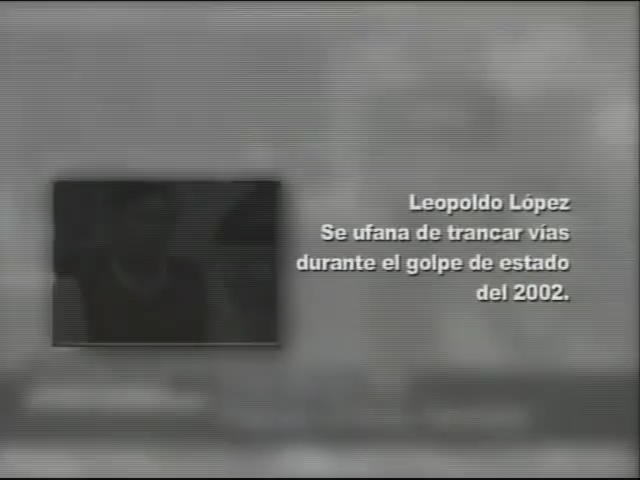 Leopoldo López
Se ufana de trancar vías
durante el golpe de estado
del 2002.